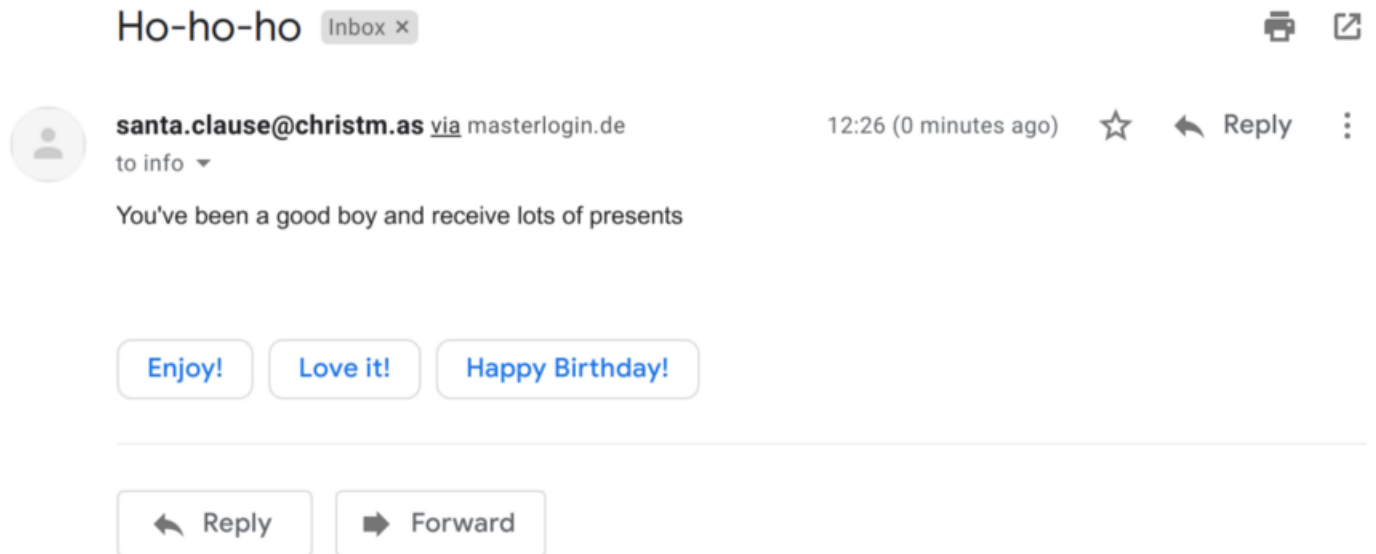 Ho-ho-ho Inbox ×
santa.clause@christm.as via masterlogin.de 12:26 (0 minutes ago) Reply
to info
You've been a good boy and receive lots of presents
Enjoy! Love it! Happy Birthday!
Reply Forward